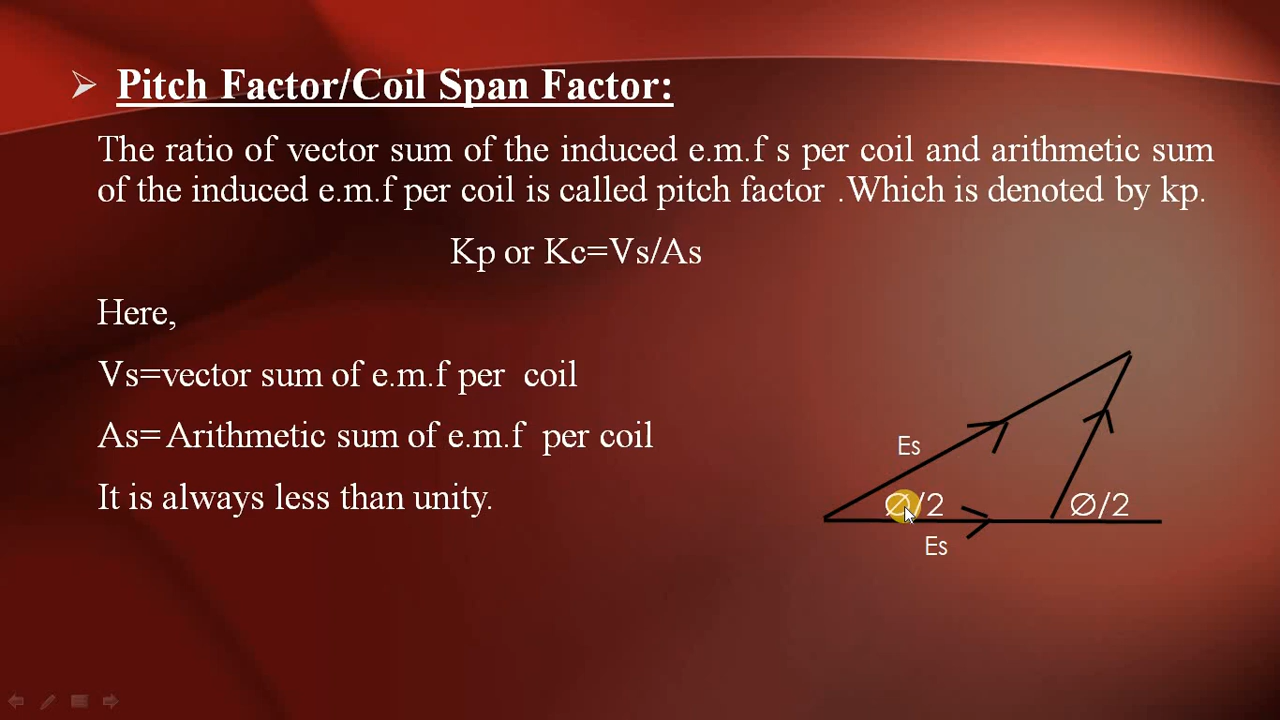 Pitch Factor/Coil Span Factor:
The ratio of vector sum of the induced e.m.f s per coil and arithmetic sum
of the induced e.m.f per coil is called pitch factor .Which is denoted by kp.
Kp or Kc=Vs/As
Here,
Vs=vector sum of e.m.f per coil
As= Arithmetic sum of e.m.f per coil
It is always less than unity.
Es
Ø/2
Ø/2
Es